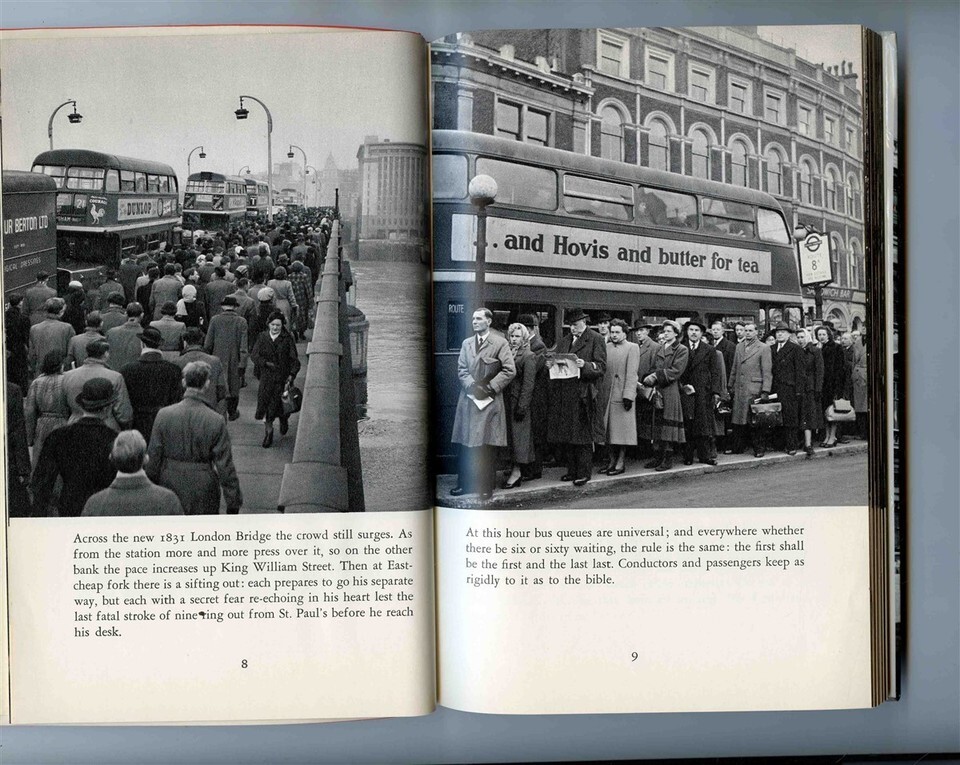 UR BERTON LTD
DUNLOP
Across the new 1831 London Bridge the crowd still surges. As
from the station more and more press over it, so on the other
bank the pace increases up King William Street. Then at East-
cheap fork there is a sifting out: each prepares to go his separate
way, but each with a secret fear re-echoing in his heart lest the
last fatal stroke of nine ring out from St. Paul's before he reach
his desk.
8
... and Hovis and butter for tea
ROUTE
ROUTE
8
At this hour bus queues are universal; and everywhere whether
there be six or sixty waiting, the rule is the same: the first shall
be the first and the last last. Conductors and passengers keep as
rigidly to it as to the bible.
9